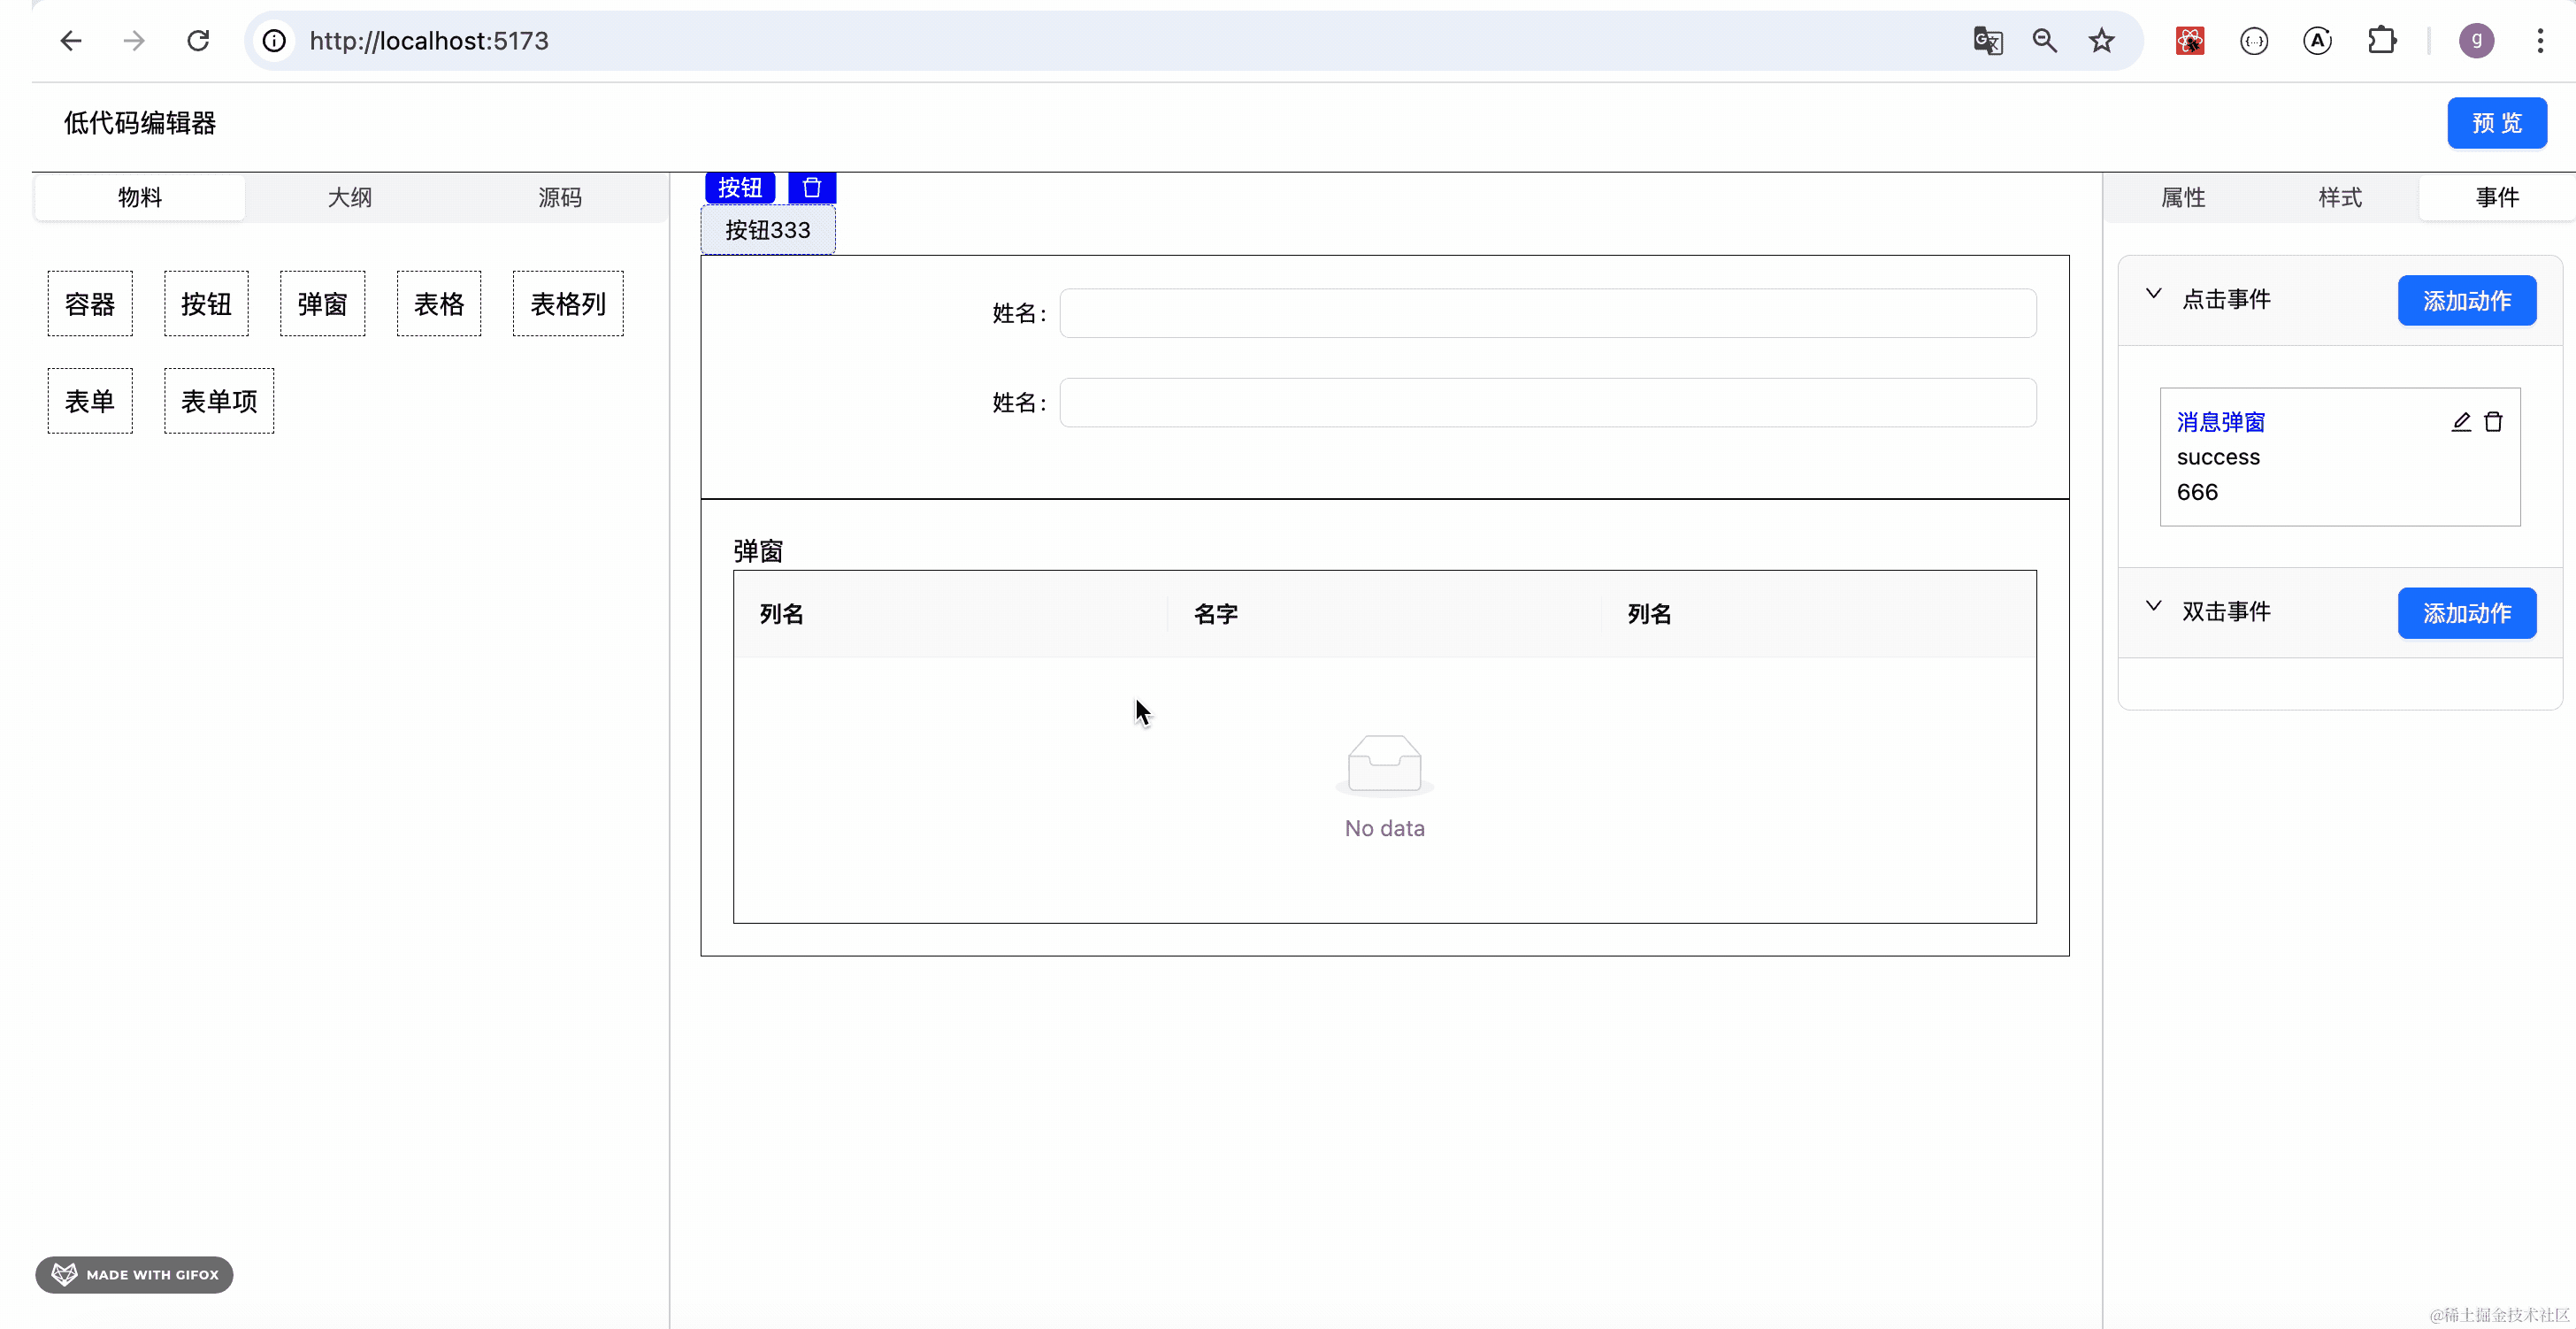 http://localhost:5173
g
低代码编辑器
预 览
物料 大纲 源码
容器 按钮 弹窗 表格 表格列
表单 表单项
按钮
按钮333
姓名:
姓名:
弹窗
列名 名字 列名
No data
属性 样式 事件
点击事件 添加动作
消息弹窗
success
666
双击事件 添加动作
MADE WITH GIFOX
@稀土掘金技术社区